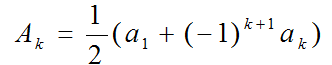 A_k = \frac{1}{2}(a_1 + (-1)^{k+1} a_k)